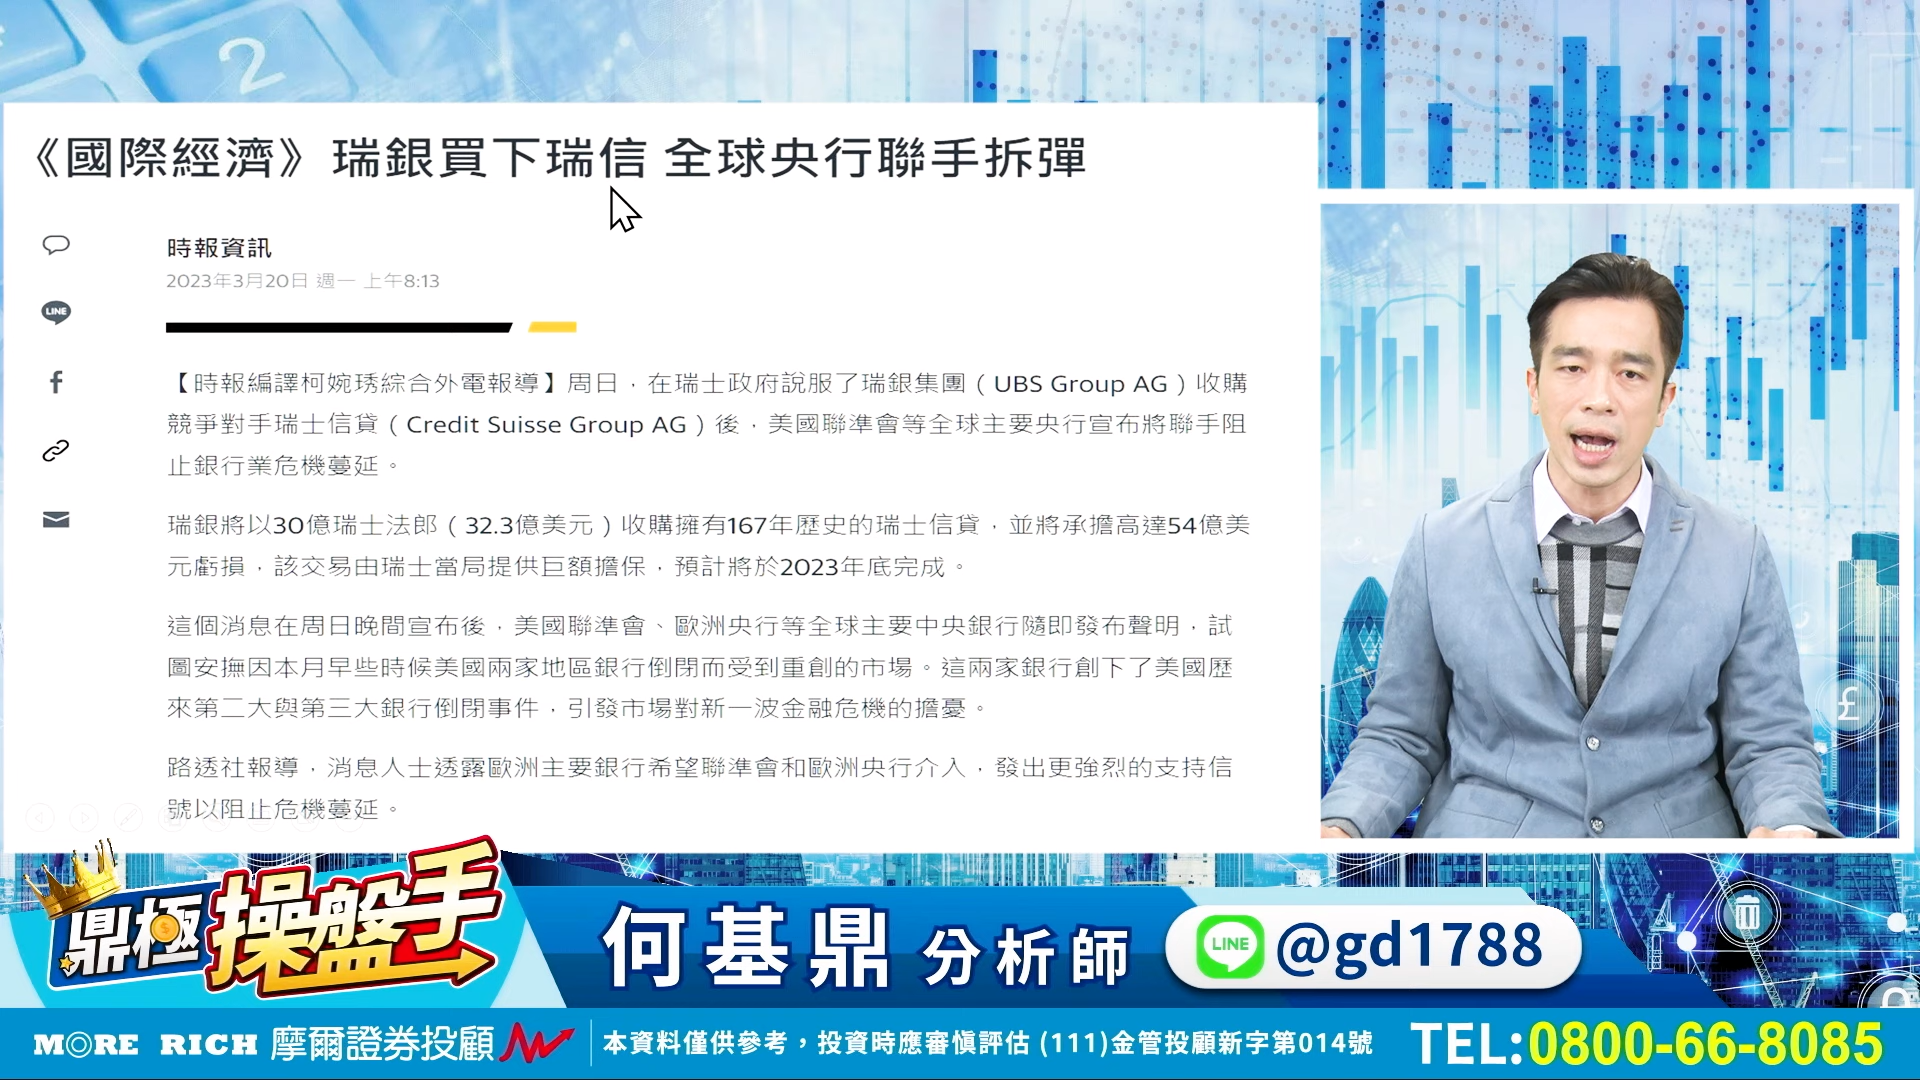 2
《國際經濟》瑞銀買下瑞信 全球央行聯手拆彈
時報資訊
2023年3月20日 週一 上午8:13
LINE
【時報編譯柯婉琇綜合外電報導】周日，在瑞士政府說服了瑞銀集團（UBS Group AG）收購
競爭對手瑞士信貸（Credit Suisse Group AG）後，美國聯準會等全球主要央行宣布將聯手阻
止銀行業危機蔓延。
瑞銀將以30億瑞士法郎（32.3億美元）收購擁有167年歷史的瑞士信貸，並將承擔高達54億美
元虧損，該交易由瑞士當局提供巨額擔保，預計將於2023年底完成。
這個消息在周日晚間宣布後，美國聯準會、歐洲央行等全球主要中央銀行隨即發布聲明，試
圖安撫因本月早些時候美國兩家地區銀行倒閉而受到重創的市場。這兩家銀行創下了美國歷
來第二大與第三大銀行倒閉事件，引發市場對新一波金融危機的擔憂。
路透社報導，消息人士透露歐洲主要銀行希望聯準會和歐洲央行介入，發出更強烈的支持信
號以阻止危機蔓延。
£
鼎極操盤手
何基鼎 分析師
LINE @gd1788
MORE RICH 摩爾證券投顧
本資料僅供參考，投資時應審慎評估 (111)金管投顧新字第014號
TEL:0800-66-8085